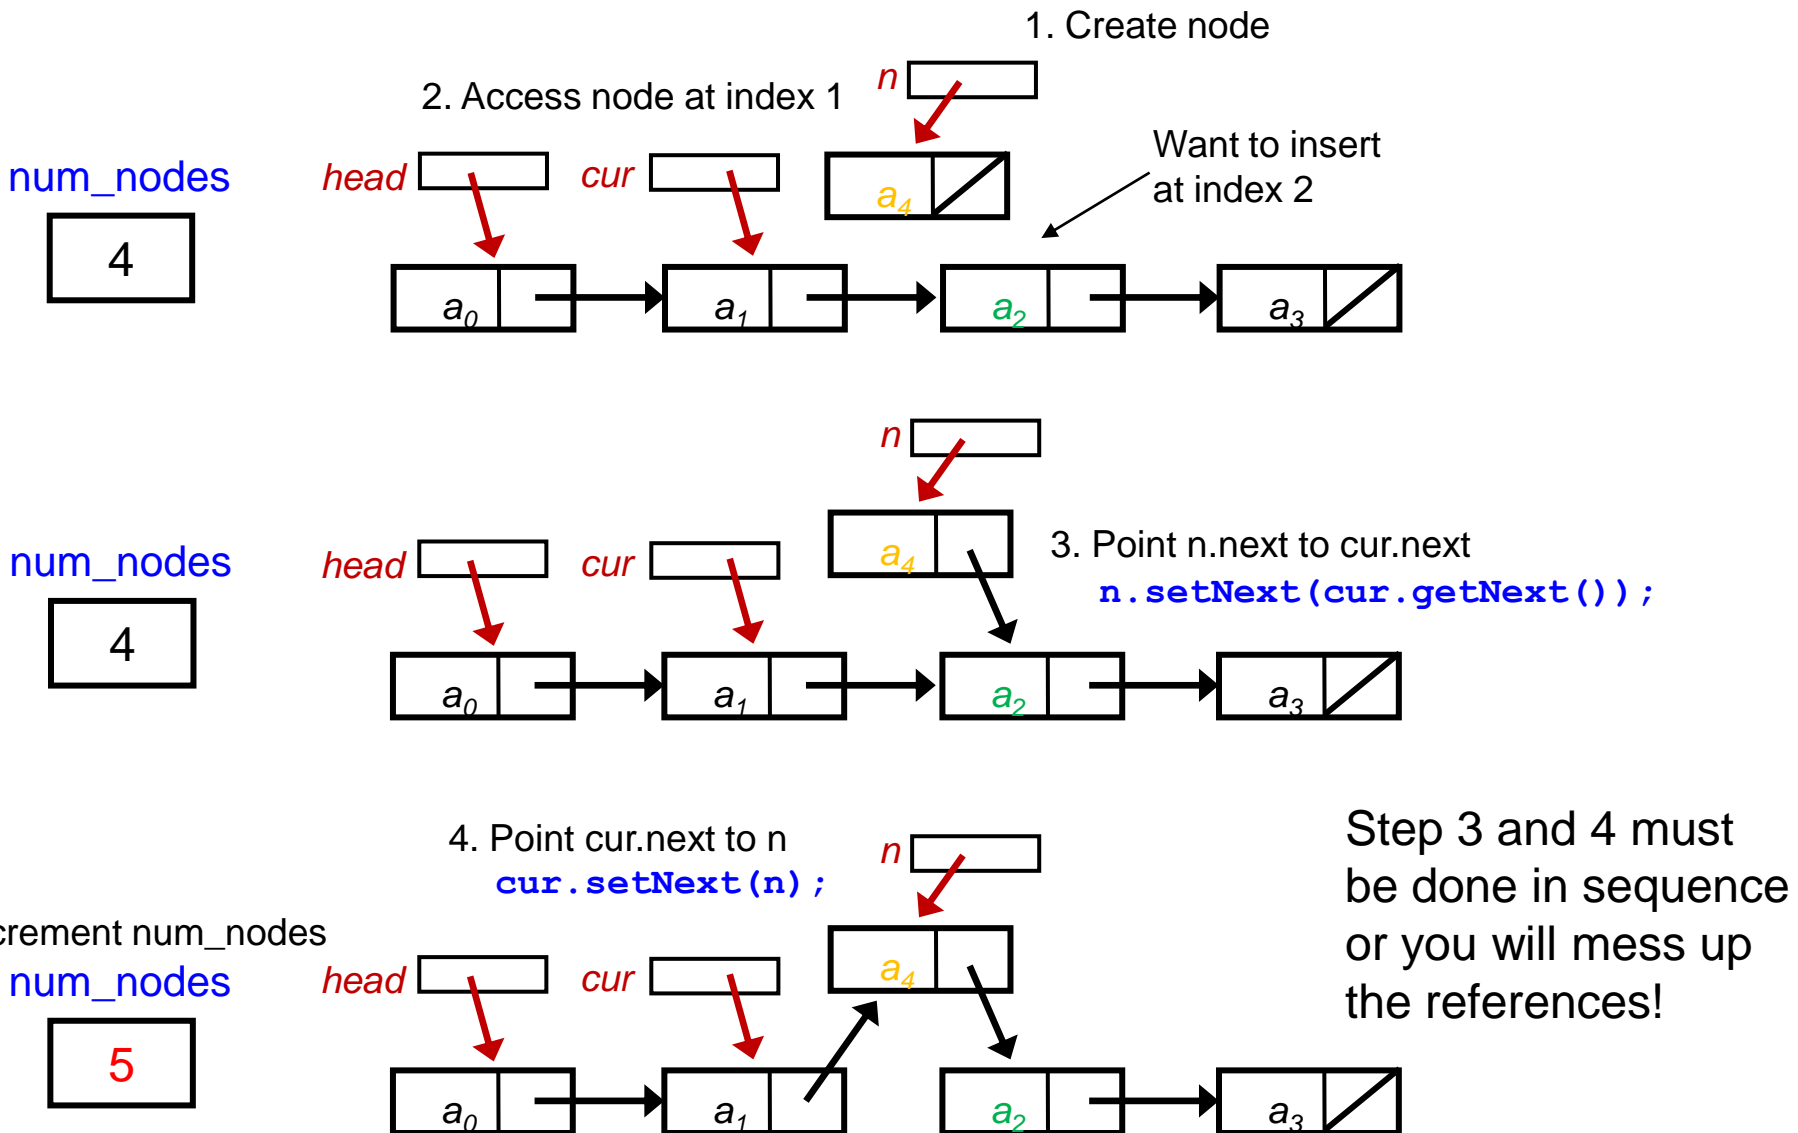 1. Create node
n
2. Access node at index 1
Want to insert
at index 2
num_nodes
head
cur
a4
4
a0
a1
a2
a3
n
num_nodes
head
cur
a4
3. Point n.next to cur.next
n.setNext(cur.getNext());
4
a0
a1
a2
a3
4. Point cur.next to n
cur.setNext(n);
n
Step 3 and 4 must
be done in sequence
or you will mess up
the references!
crement num_nodes
num_nodes
head
cur
a4
5
a0
a1
a2
a3